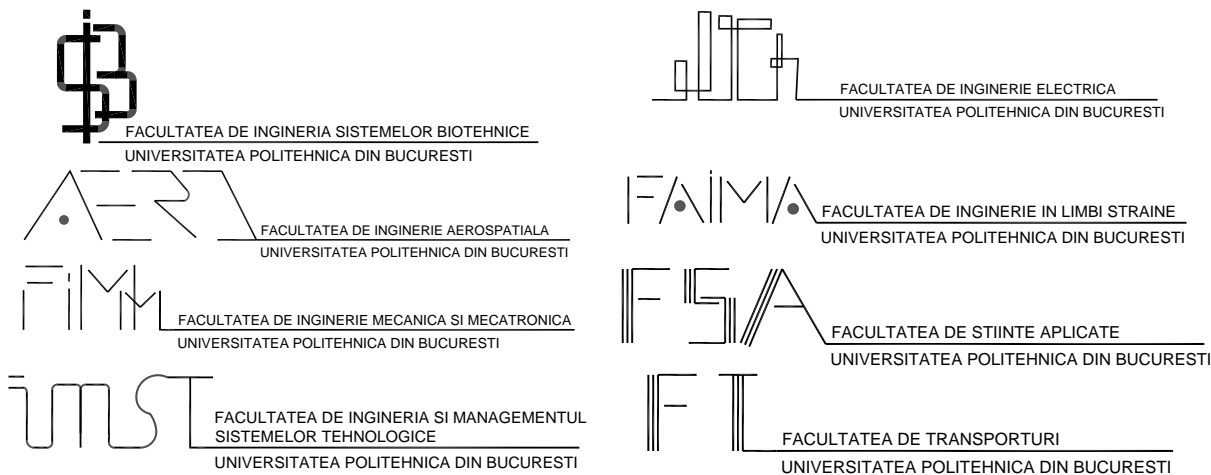 ISB
FACULTATEA DE INGINERIA SISTEMELOR BIOTEHNICE
UNIVERSITATEA POLITEHNICA DIN BUCURESTI
FACULTATEA DE INGINERIE ELECTRICA
UNIVERSITATEA POLITEHNICA DIN BUCURESTI
AERO
FACULTATEA DE INGINERIE AEROSPATIALA
UNIVERSITATEA POLITEHNICA DIN BUCURESTI
FAIMA
FACULTATEA DE INGINERIE IN LIMBI STRAINE
UNIVERSITATEA POLITEHNICA DIN BUCURESTI
FiMM
FACULTATEA DE INGINERIE MECANICA SI MECATRONICA
UNIVERSITATEA POLITEHNICA DIN BUCURESTI
FSA
FACULTATEA DE STIINTE APLICATE
UNIVERSITATEA POLITEHNICA DIN BUCURESTI
iMST
FACULTATEA DE INGINERIA SI MANAGEMENTUL
SISTEMELOR TEHNOLOGICE
UNIVERSITATEA POLITEHNICA DIN BUCURESTI
FT
FACULTATEA DE TRANSPORTURI
UNIVERSITATEA POLITEHNICA DIN BUCURESTI